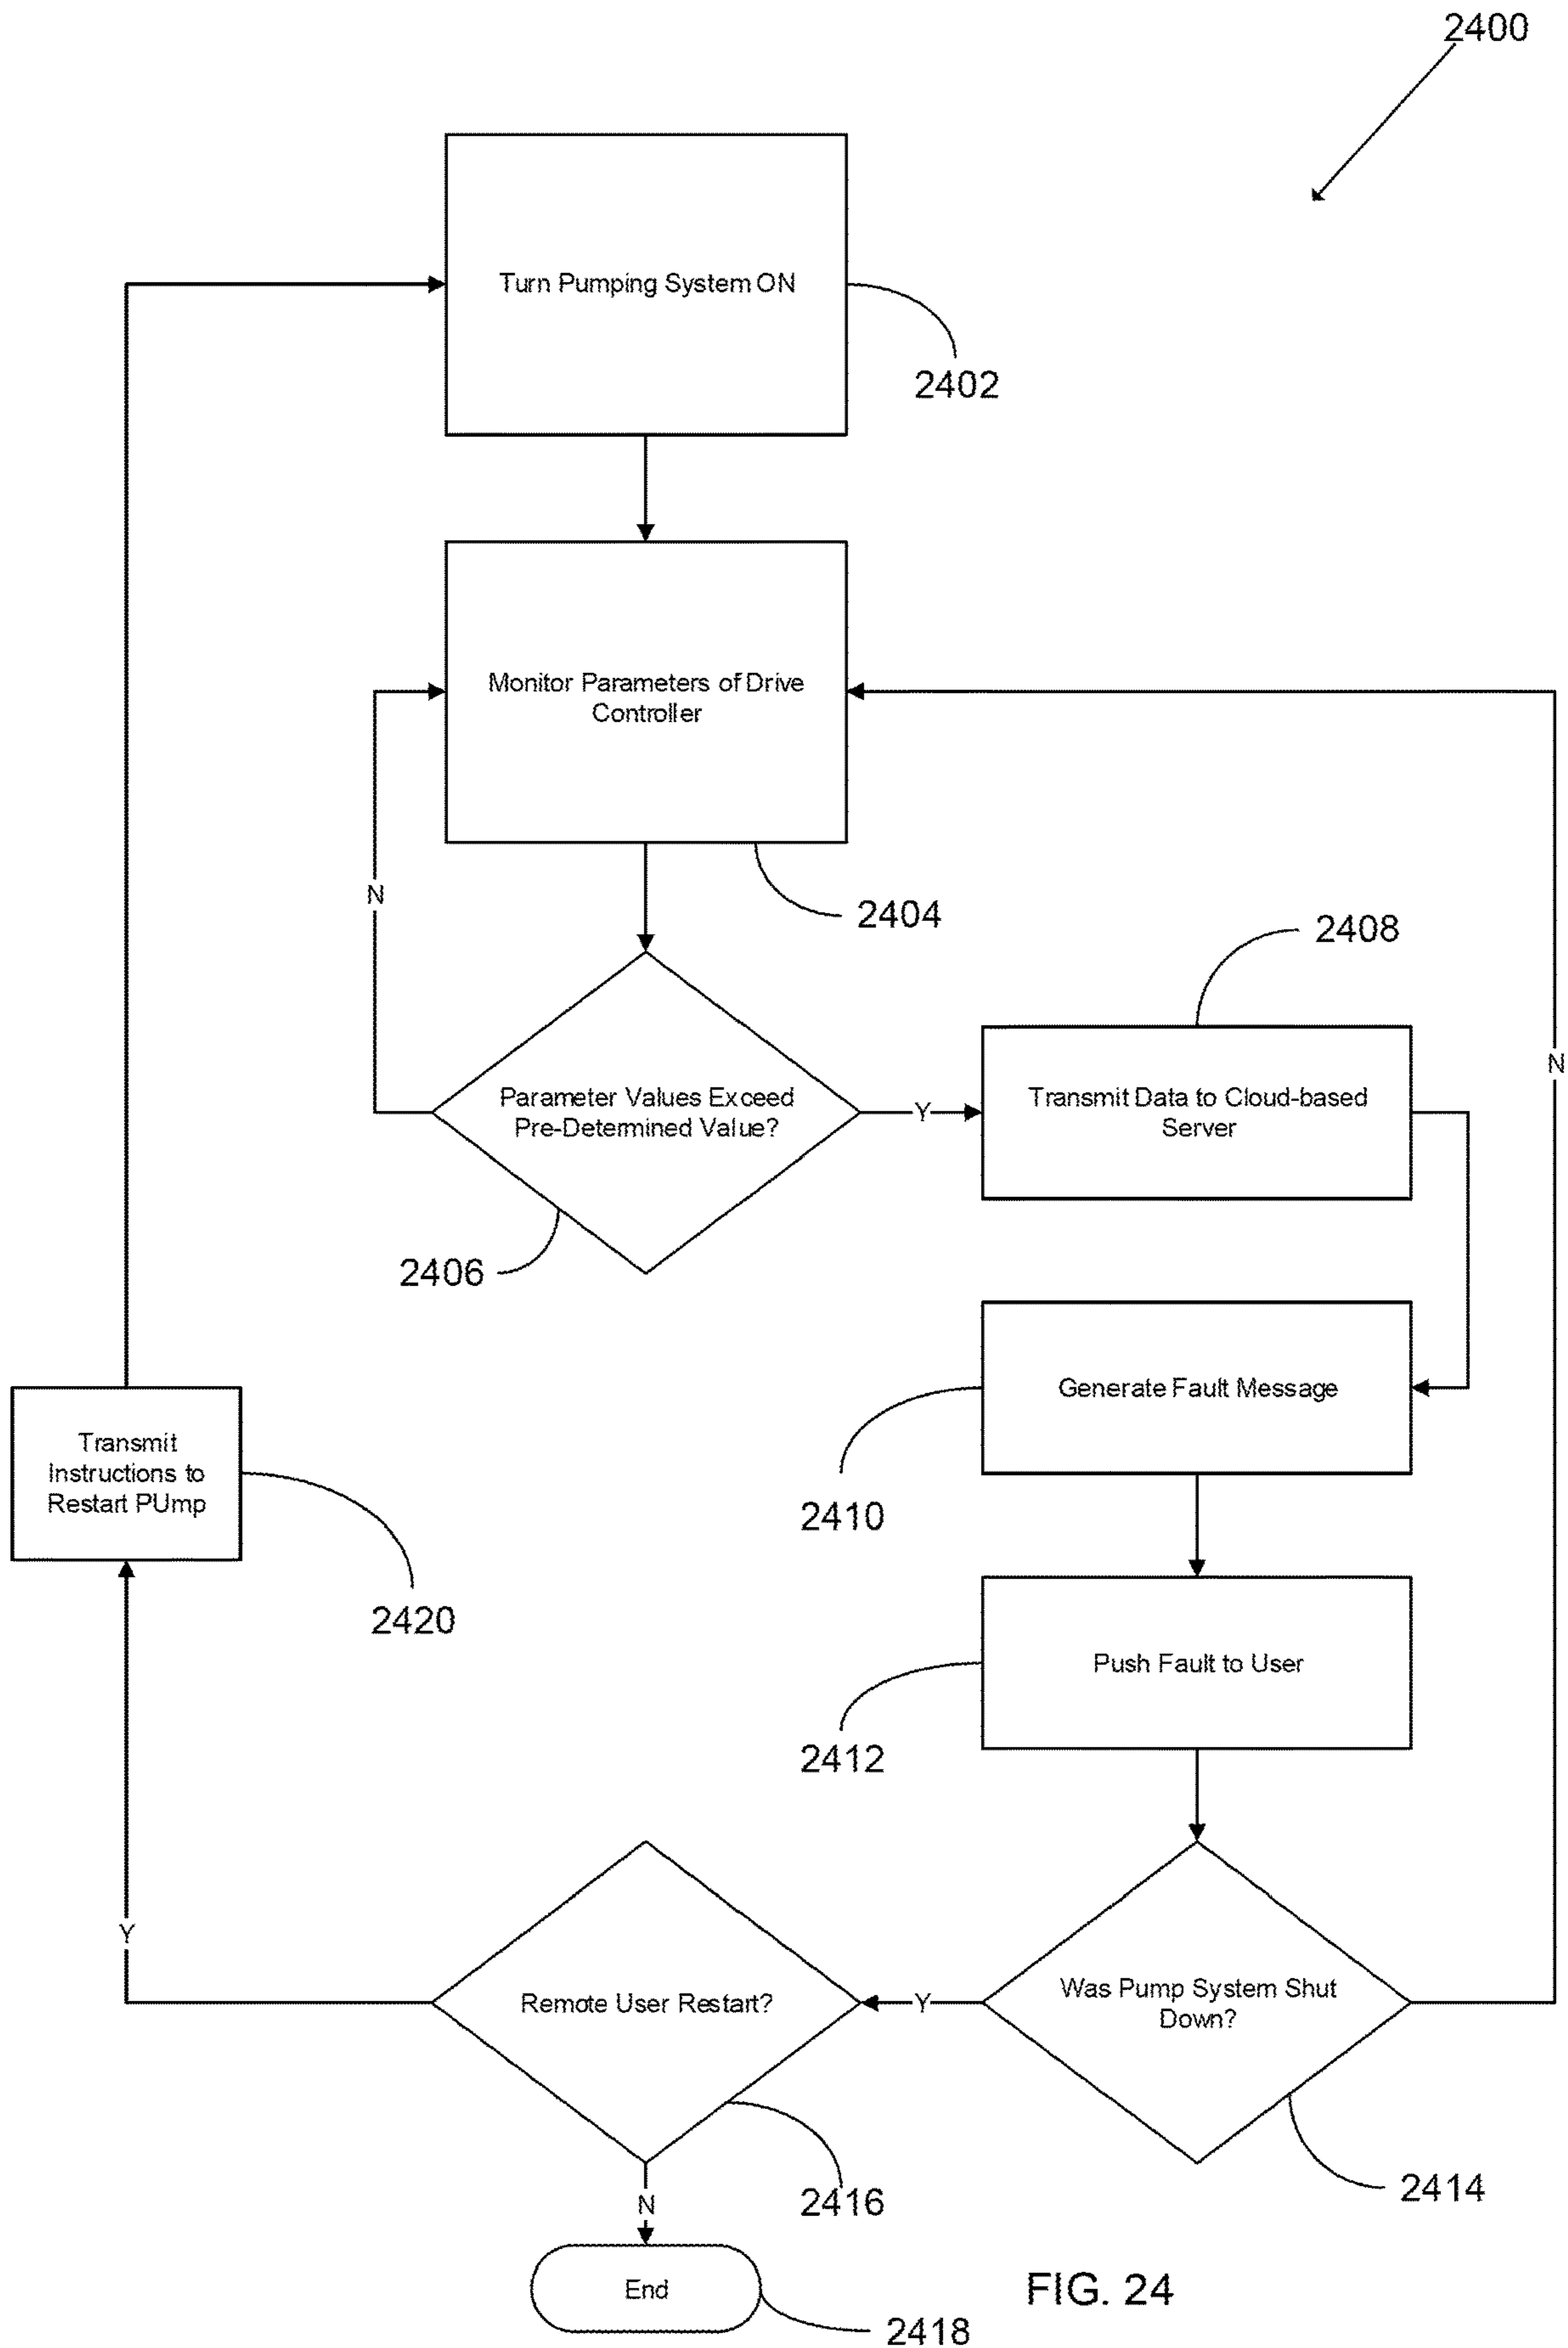 2400
Turn Pumping System ON
2402
Monitor Parameters of Drive
Controller
N
2404
2408
Parameter Values Exceed
Pre-Determined Value?
Y
Transmit Data to Cloud-based
Server
N
2406
Generate Fault Message
2410
Transmit
Instructions to
Restart PUmp
2420
Push Fault to User
2412
Y
Remote User Restart?
Y
Was Pump System Shut
Down?
2416
2414
N
End
2418
FIG. 24